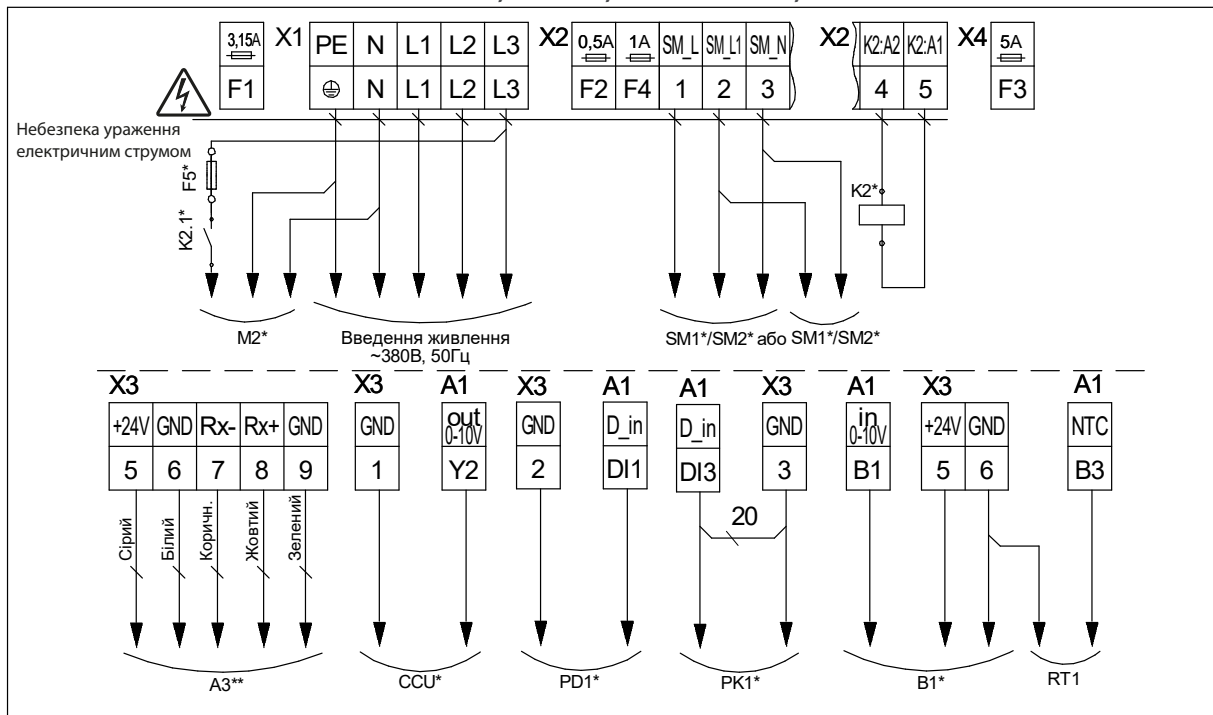 3,15A X1 PE N L1 L2 L3 X2 0,5A 1A SM_L SM_L1 SM_N X2 K2:A2 K2:A1 X4 5A
F1 N L1 L2 L3 F2 F4 1 2 3 4 5 F3
Небезпека ураження
електричним струмом
F5*
K2.1*
K2*
M2*
Введення живлення
~380В, 50Гц
SM1*/SM2* або SM1*/SM2*
X3 X3 A1 X3 A1 A1 X3 A1 X3 A1
+24V GND Rx- Rx+ GND GND out 0-10V GND D_in D_in GND in 0-10V +24V GND NTC
5 6 7 8 9 1 Y2 2 DI1 DI3 3 B1 5 6 B3
Сірий
Білий
Коричн.
Жовтий
Зелений
20
A3** CCU* PD1* PK1* B1* RT1